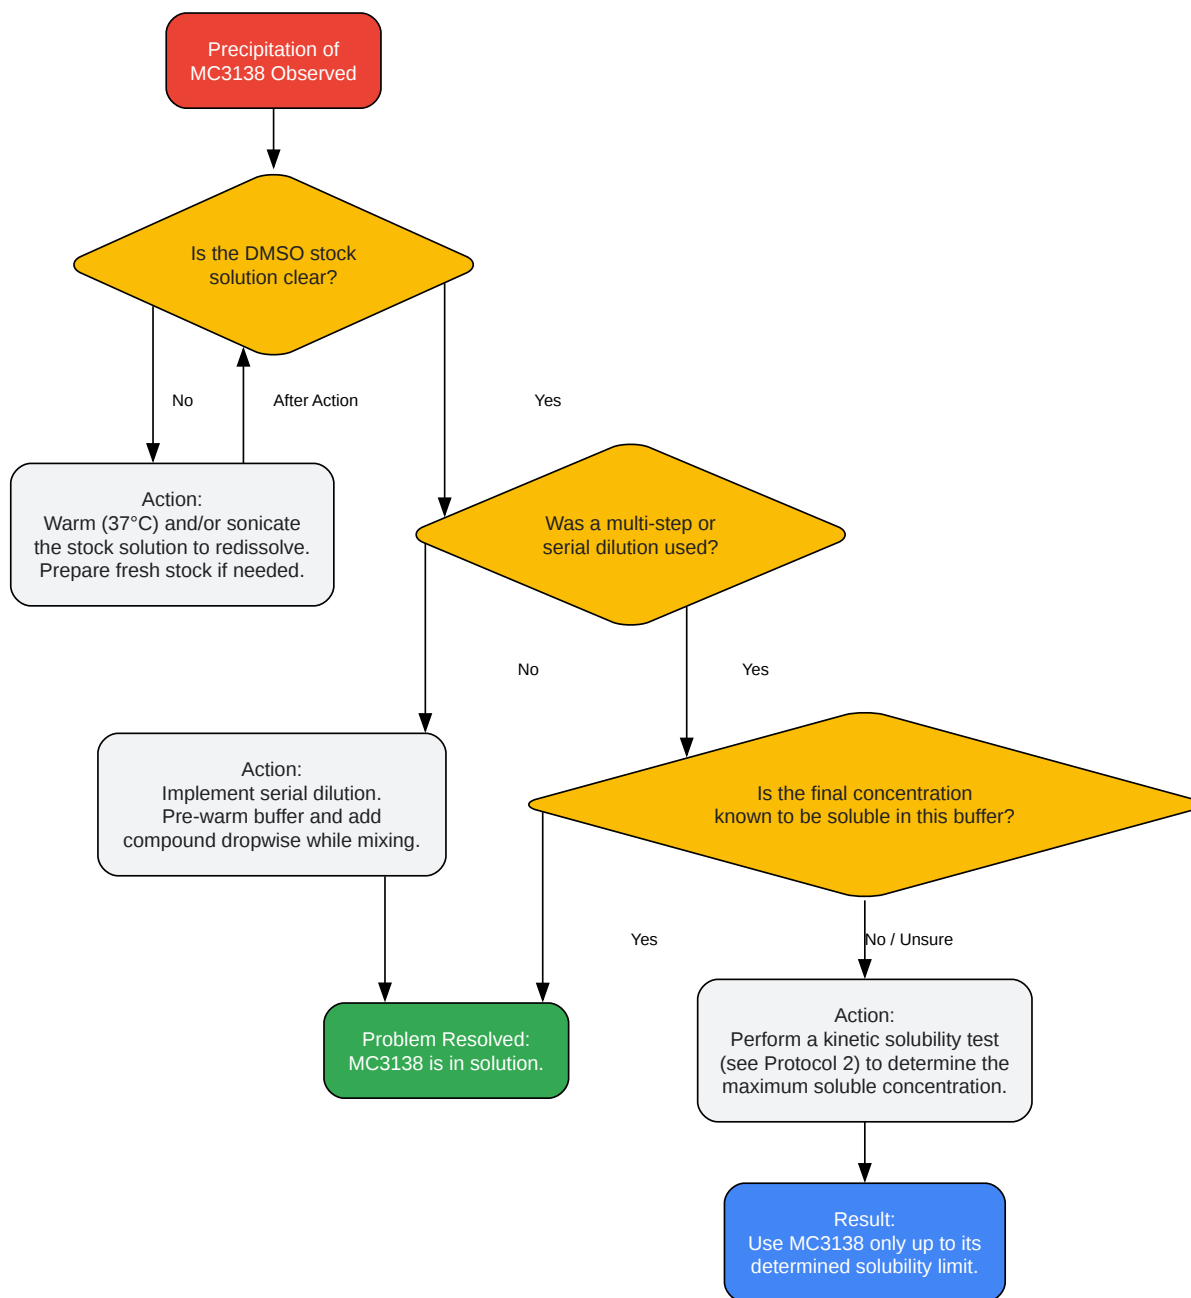 Precipitation of
MC3138 Observed
Is the DMSO stock
solution clear?
No
After Action
Yes
Action:
Warm (37°C) and/or sonicate
the stock solution to redissolve.
Prepare fresh stock if needed.
Was a multi-step or
serial dilution used?
No
Yes
Action:
Implement serial dilution.
Pre-warm buffer and add
compound dropwise while mixing.
Is the final concentration
known to be soluble in this buffer?
Yes
No / Unsure
Problem Resolved:
MC3138 is in solution.
Action:
Perform a kinetic solubility test
(see Protocol 2) to determine the
maximum soluble concentration.
Result:
Use MC3138 only up to its
determined solubility limit.